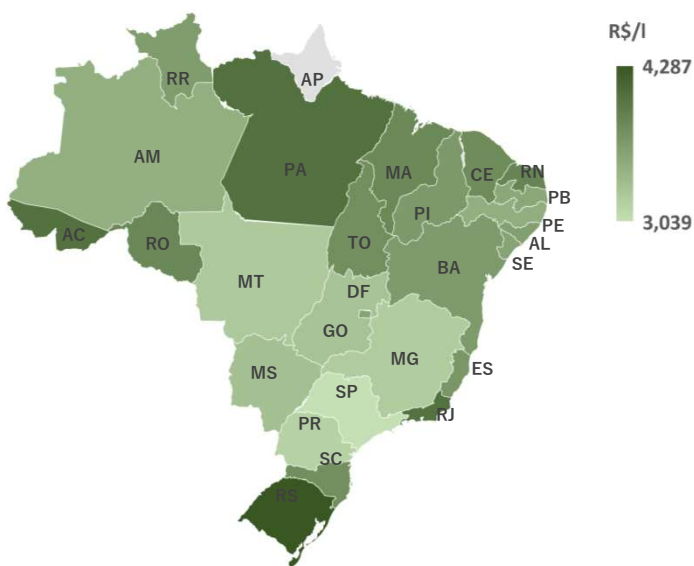 R$/l
4,287
3,039
RR
AP
AM
PA
MA
CE
RN
PB
PI
PE
AL
SE
AC
RO
TO
BA
MT
DF
GO
MG
ES
MS
SP
RJ
PR
SC
RS